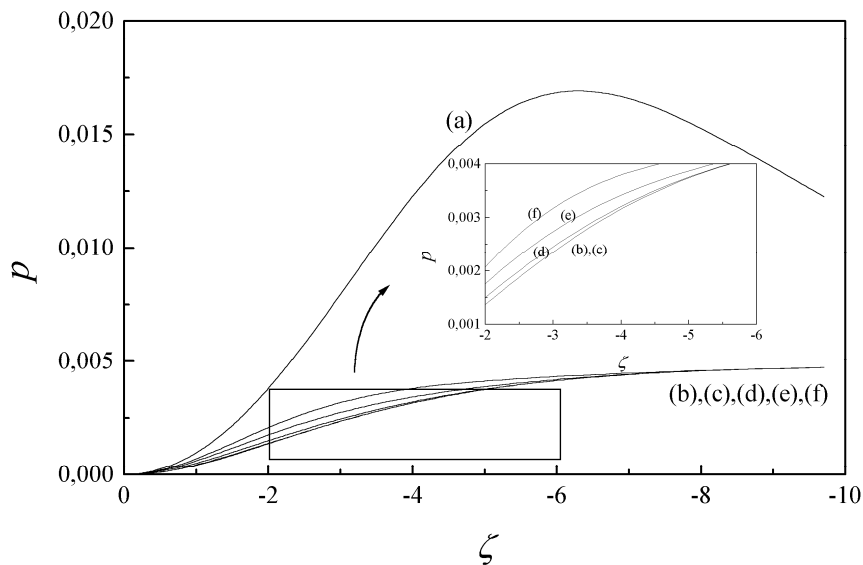 0,020
0,015
0,010
0,005
0,000
p
0
-2
-4
-6
-8
-10
ζ
(a)
(b),(c),(d),(e),(f)
0,004
0,003
0,002
0,001
p
-2
-3
-4
-5
-6
ζ
(f)
(e)
(d)
(b),(c)